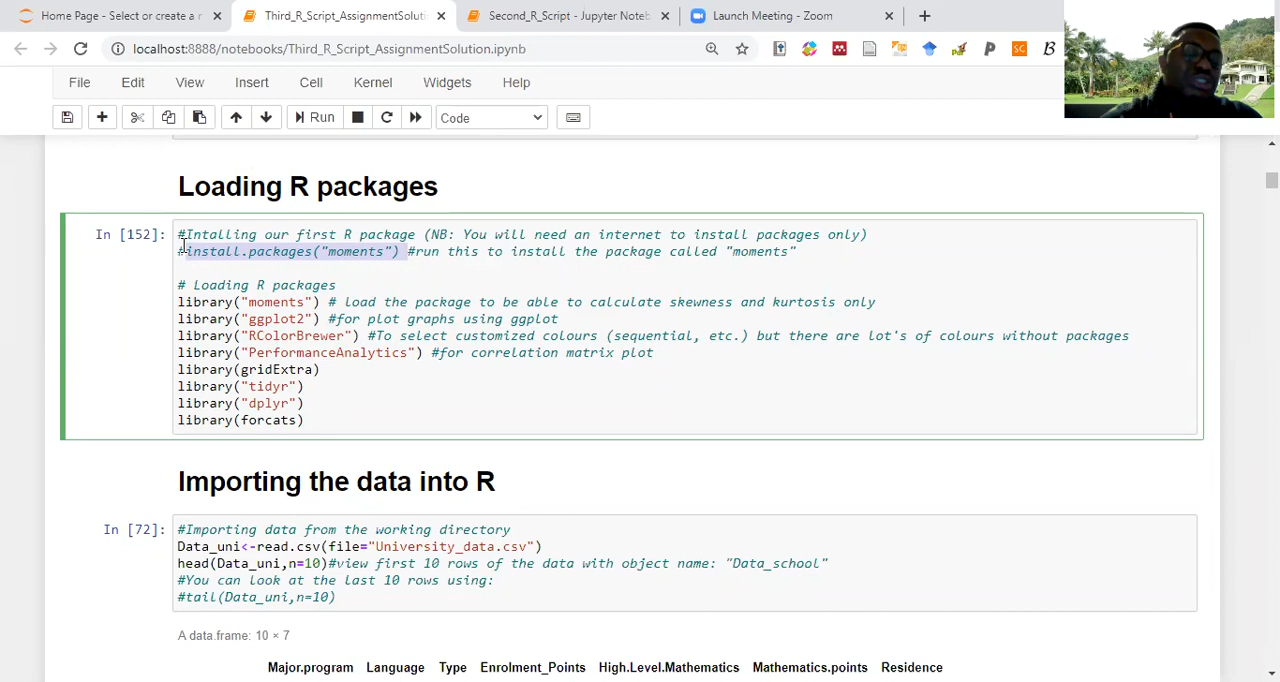 Home Page - Select or create a n
Third_R_Script_AssignmentSolutio
Second_R_Script - Jupyter Noteb
Launch Meeting - Zoom
localhost:8888/notebooks/Third_R_Script_AssignmentSolution.ipynb
SC
B
File Edit View Insert Cell Kernel Widgets Help
Run
Code
Loading R packages
In [152]:
#Intalling our first R package (NB: You will need an internet to install packages only)
#install.packages("moments") #run this to install the package called "moments"
# Loading R packages
library("moments") # load the package to be able to calculate skewness and kurtosis only
library("ggplot2") #for plot graphs using ggplot
library("RColorBrewer") #To select customized colours (sequential, etc.) but there are lot's of colours without packages
library("PerformanceAnalytics") #for correlation matrix plot
library(gridExtra)
library("tidyr")
library("dplyr")
library(forcats)
Importing the data into R
In [72]:
#Importing data from the working directory
Data_uni<-read.csv(file="University_data.csv")
head(Data_uni,n=10)#view first 10 rows of the data with object name: "Data_school"
#You can look at the last 10 rows using:
#tail(Data_uni,n=10)
A data.frame: 10 × 7
Major.program Language Type Enrolment_Points High.Level.Mathematics Mathematics.points Residence